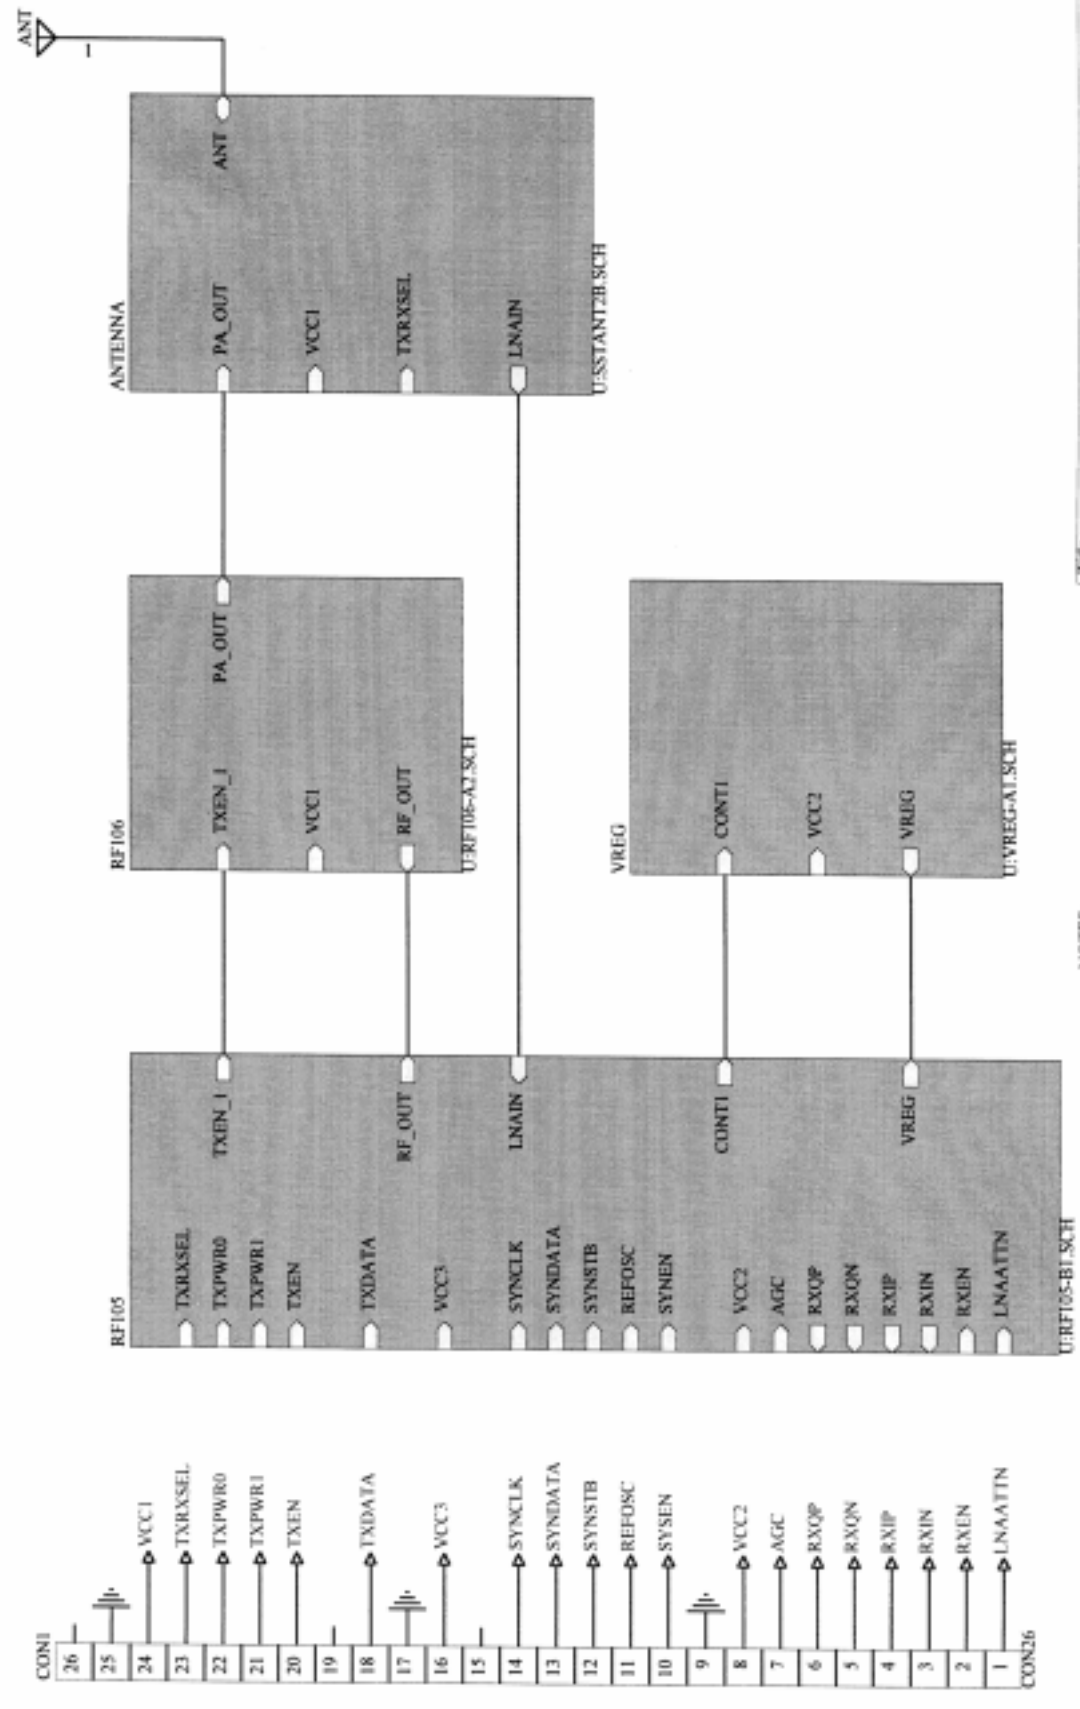 ANT
1
ANTENNA
ANT
PA_OUT
VCC1
TXRXSEL
LNAIN
U:SSTANT2B.SCH
RF106
PA_OUT
TXEN_1
VCC1
RF_OUT
U:RF106-A2.SCH
VREG
CONT1
VCC2
VREG
U:VREG-A1.SCH
RF105
TXEN_1
RF_OUT
LNAIN
CONT1
VREG
TXRXSEL
TXPWR0
TXPWR1
TXEN
TXDATA
VCC3
SYNCLK
SYNDATA
SYNSTB
REFOSC
SYNEN
VCC2
AGC
RXQP
RXQN
RXIP
RXIN
RXEN
LNAATTN
U:RF105-B1.SCH
CON1
26
25
24 VCC1
23 TXRXSEL
22 TXPWR0
21 TXPWR1
20 TXEN
19
18 TXDATA
17
16 VCC3
15
14 SYNCLK
13 SYNDATA
12 SYNSTB
11 REFOSC
10 SYSEN
9
8 VCC2
7 AGC
6 RXQP
5 RXQN
4 RXIP
3 RXIN
2 RXEN
1 LNAATTN
CON26